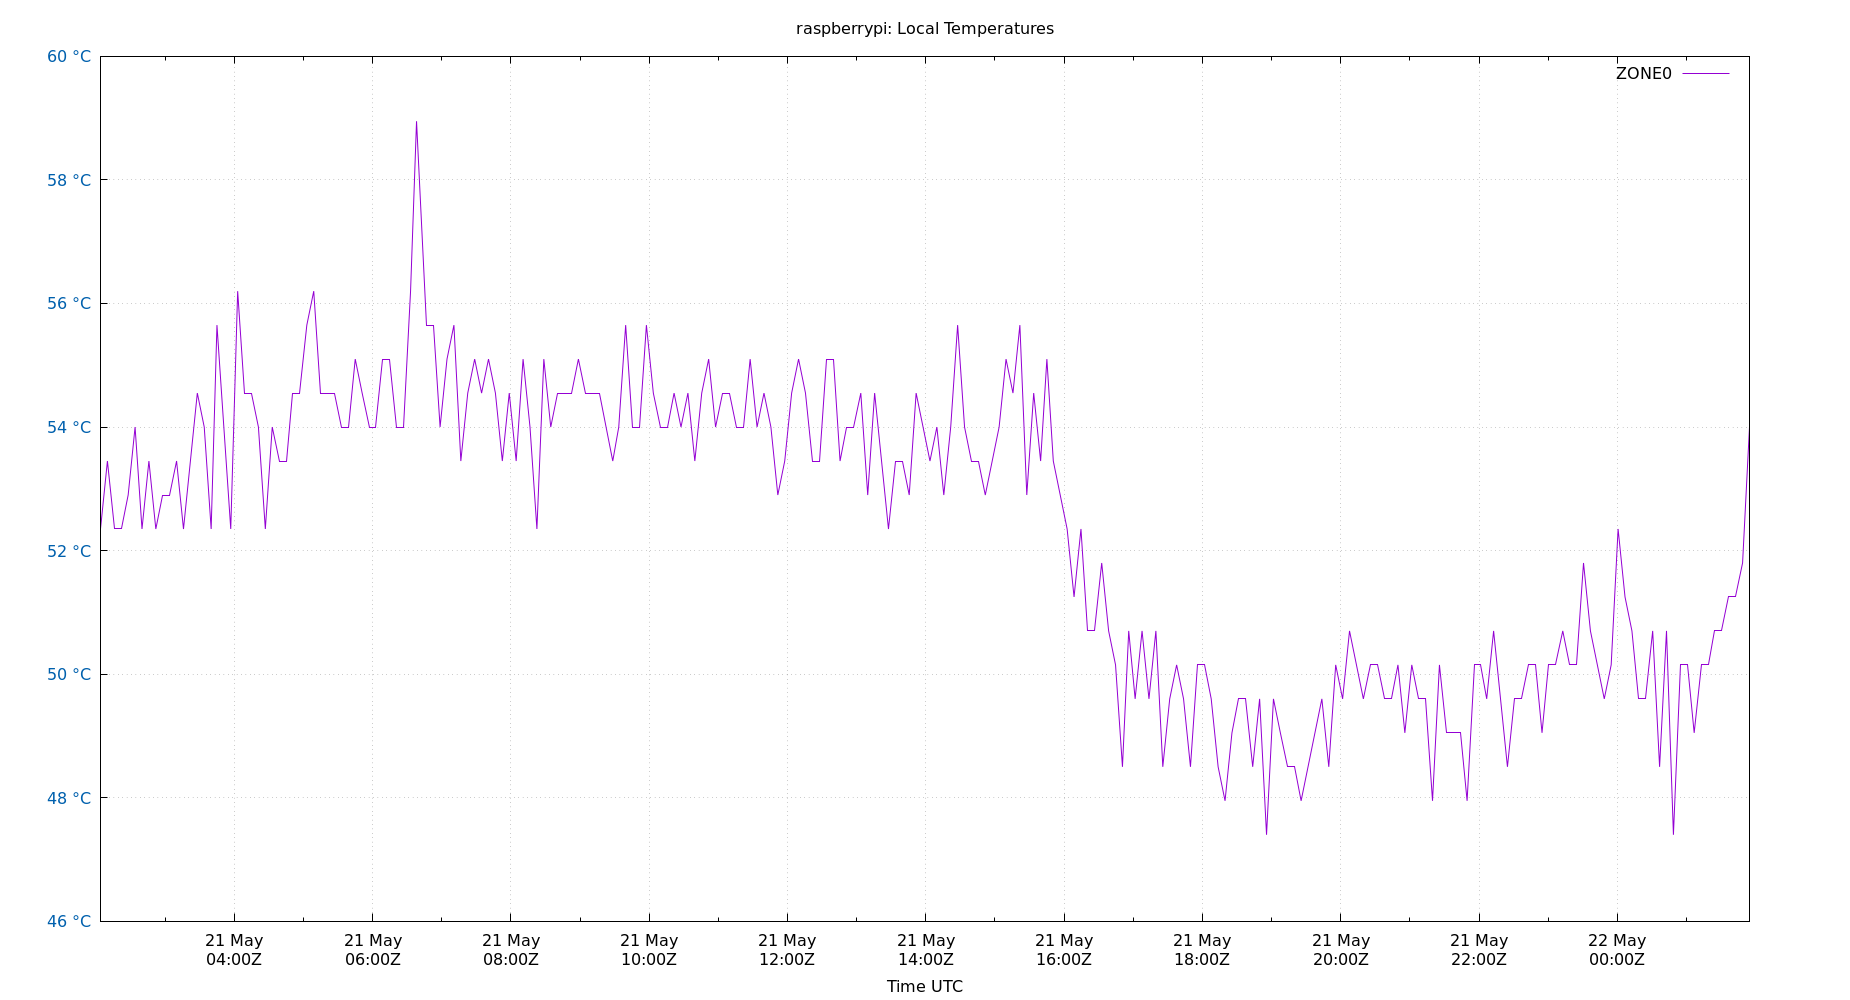 raspberrypi: Local Temperatures
60 °C
ZONE0
58 °C
56 °C
54 °C
52 °C
50 °C
48 °C
46 °C
21 May 21 May 21 May 21 May 21 May 21 May 21 May 21 May 21 May 21 May 22 May
04:00Z 06:00Z 08:00Z 10:00Z 12:00Z 14:00Z 16:00Z 18:00Z 20:00Z 22:00Z 00:00Z
Time UTC